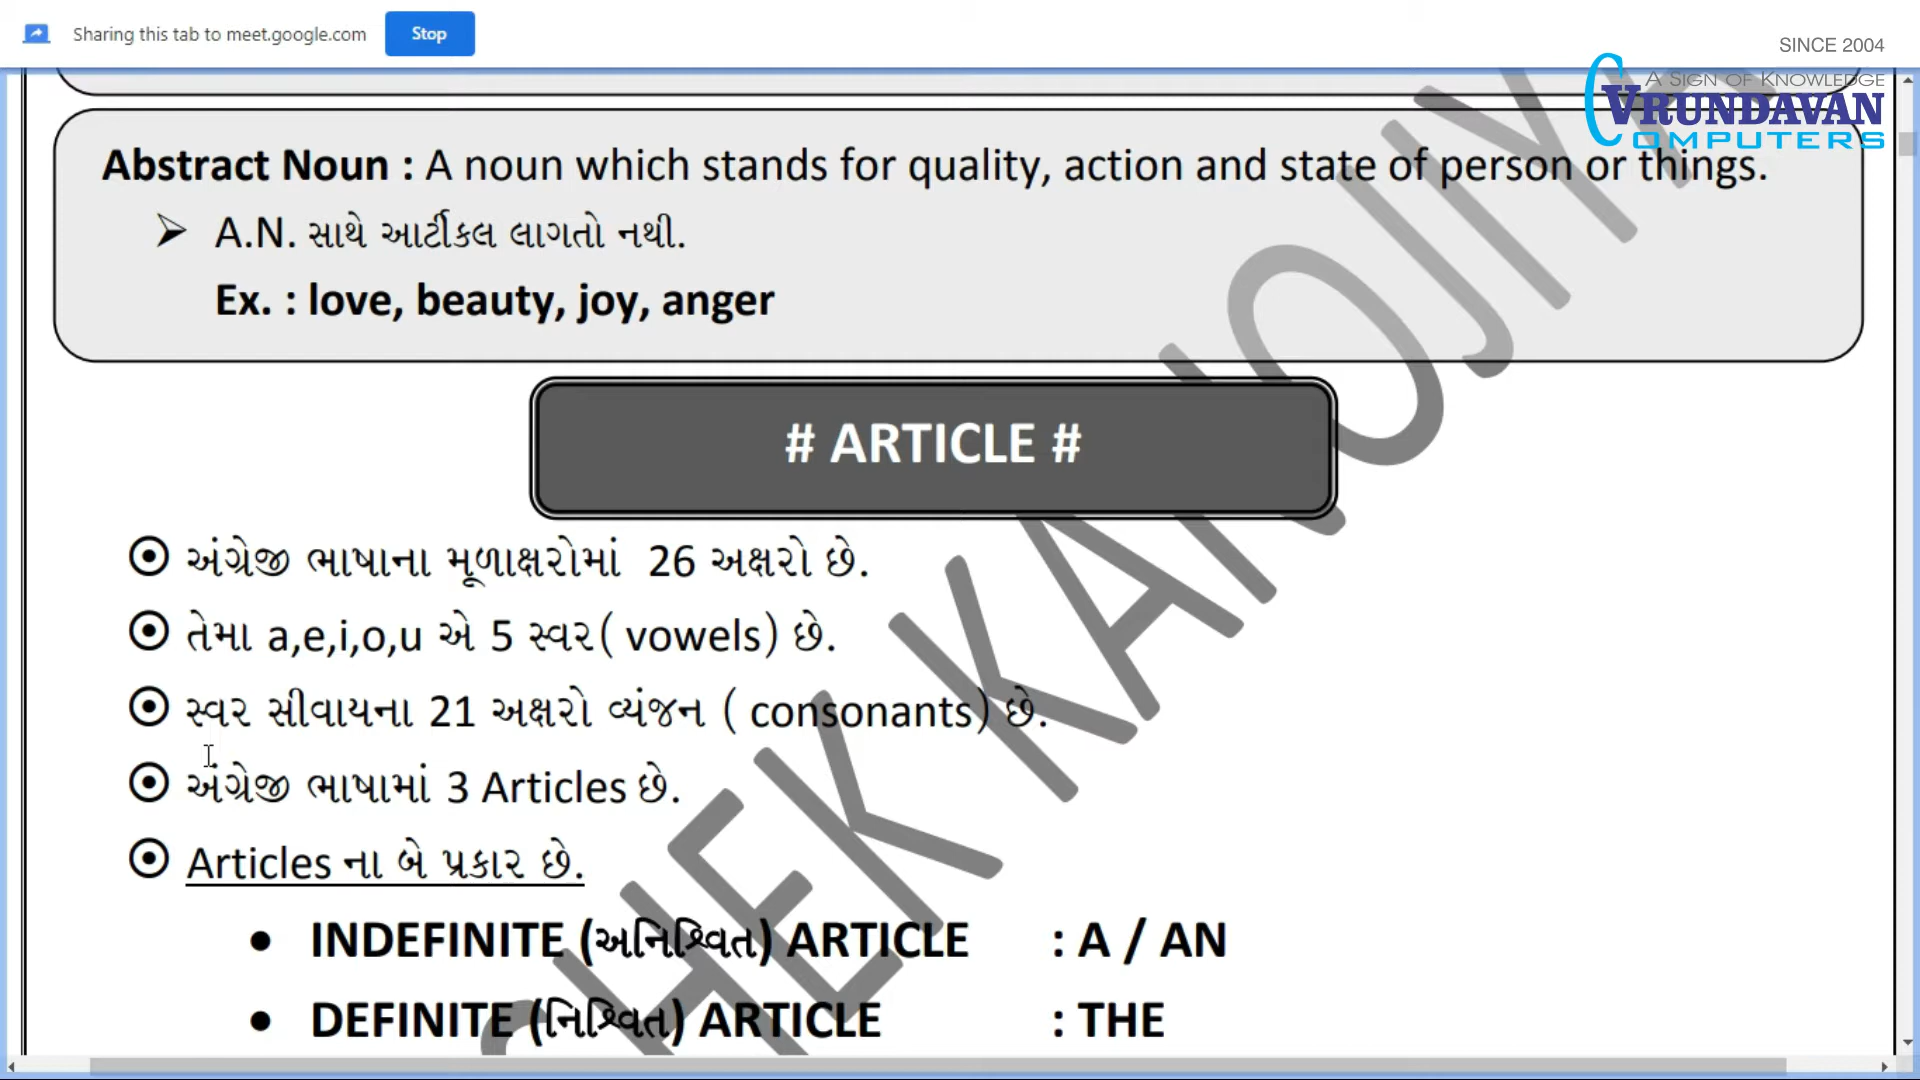 Sharing this tab to meet.google.com Stop
SINCE 2004
A SIGN OF KNOWLEDGE
VRUNDAVAN
COMPUTERS
Abstract Noun : A noun which stands for quality, action and state of person or things.
➢ A.N. સાથે આર્ટીકલ લાગતો નથી.
Ex. : love, beauty, joy, anger
# ARTICLE #
અંગ્રેજી ભાષાના મૂળાક્ષરોમાં 26 અક્ષરો છે.
તેમા a,e,i,o,u એ 5 સ્વર( vowels) છે.
સ્વર સીવાયના 21 અક્ષરો વ્યંજન ( consonants) છે.
અંગ્રેજી ભાષામાં 3 Articles છે.
Articles ના બે પ્રકાર છે.
• INDEFINITE (અનિશ્ચિત) ARTICLE : A / AN
• DEFINITE (નિશ્ચિત) ARTICLE : THE